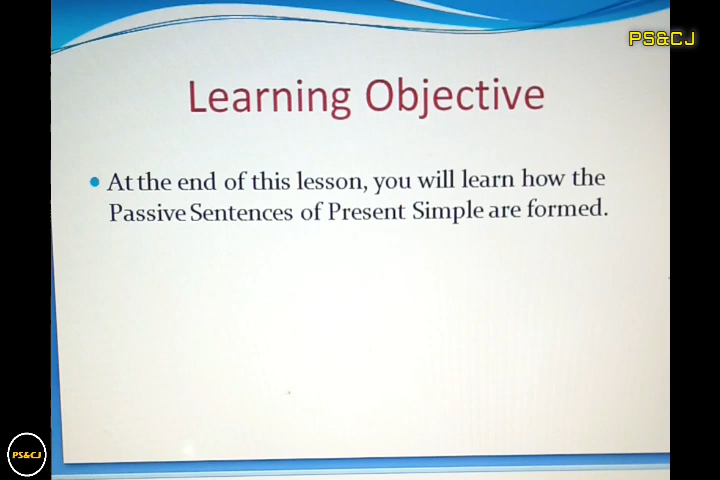 PS&CJ
Learning Objective
At the end of this lesson, you will learn how the
Passive Sentences of Present Simple are formed.
PS&CJ